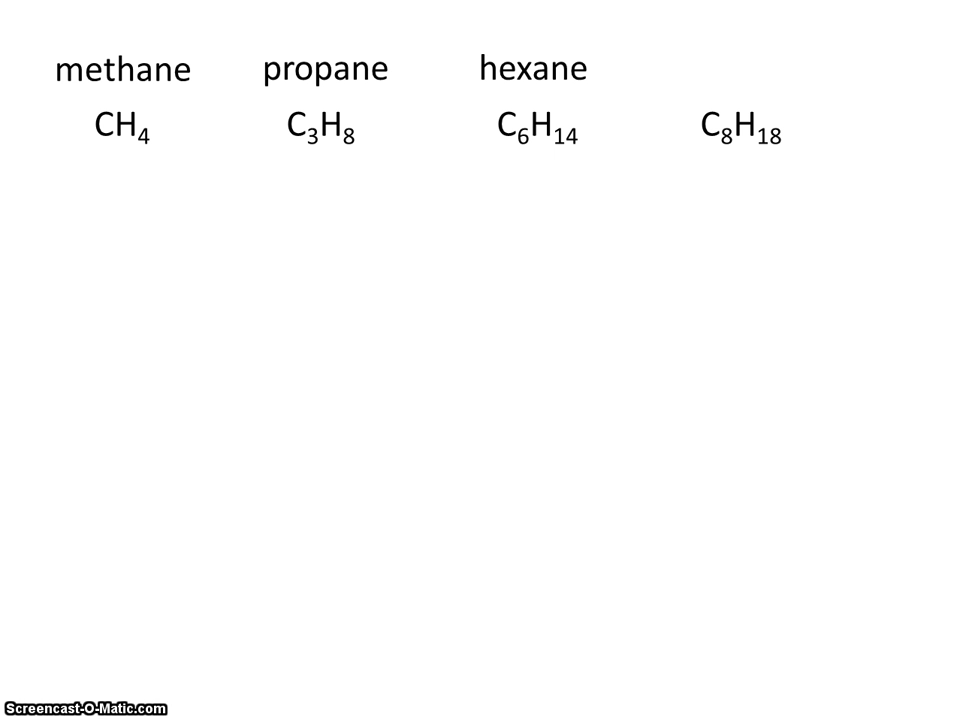 methane propane hexane
CH₄ C₃H₈ C₆H₁₄ C₈H₁₈
Screencast-O-Matic.com